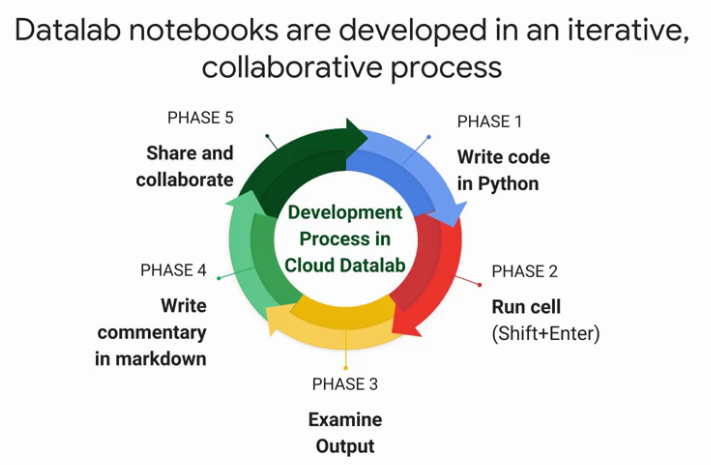 Datalab notebooks are developed in an iterative,
collaborative process
PHASE 1
Write code
in Python
PHASE 2
Run cell
(Shift+Enter)
PHASE 3
Examine
Output
PHASE 4
Write
commentary
in markdown
PHASE 5
Share and
collaborate
Development
Process in
Cloud Datalab